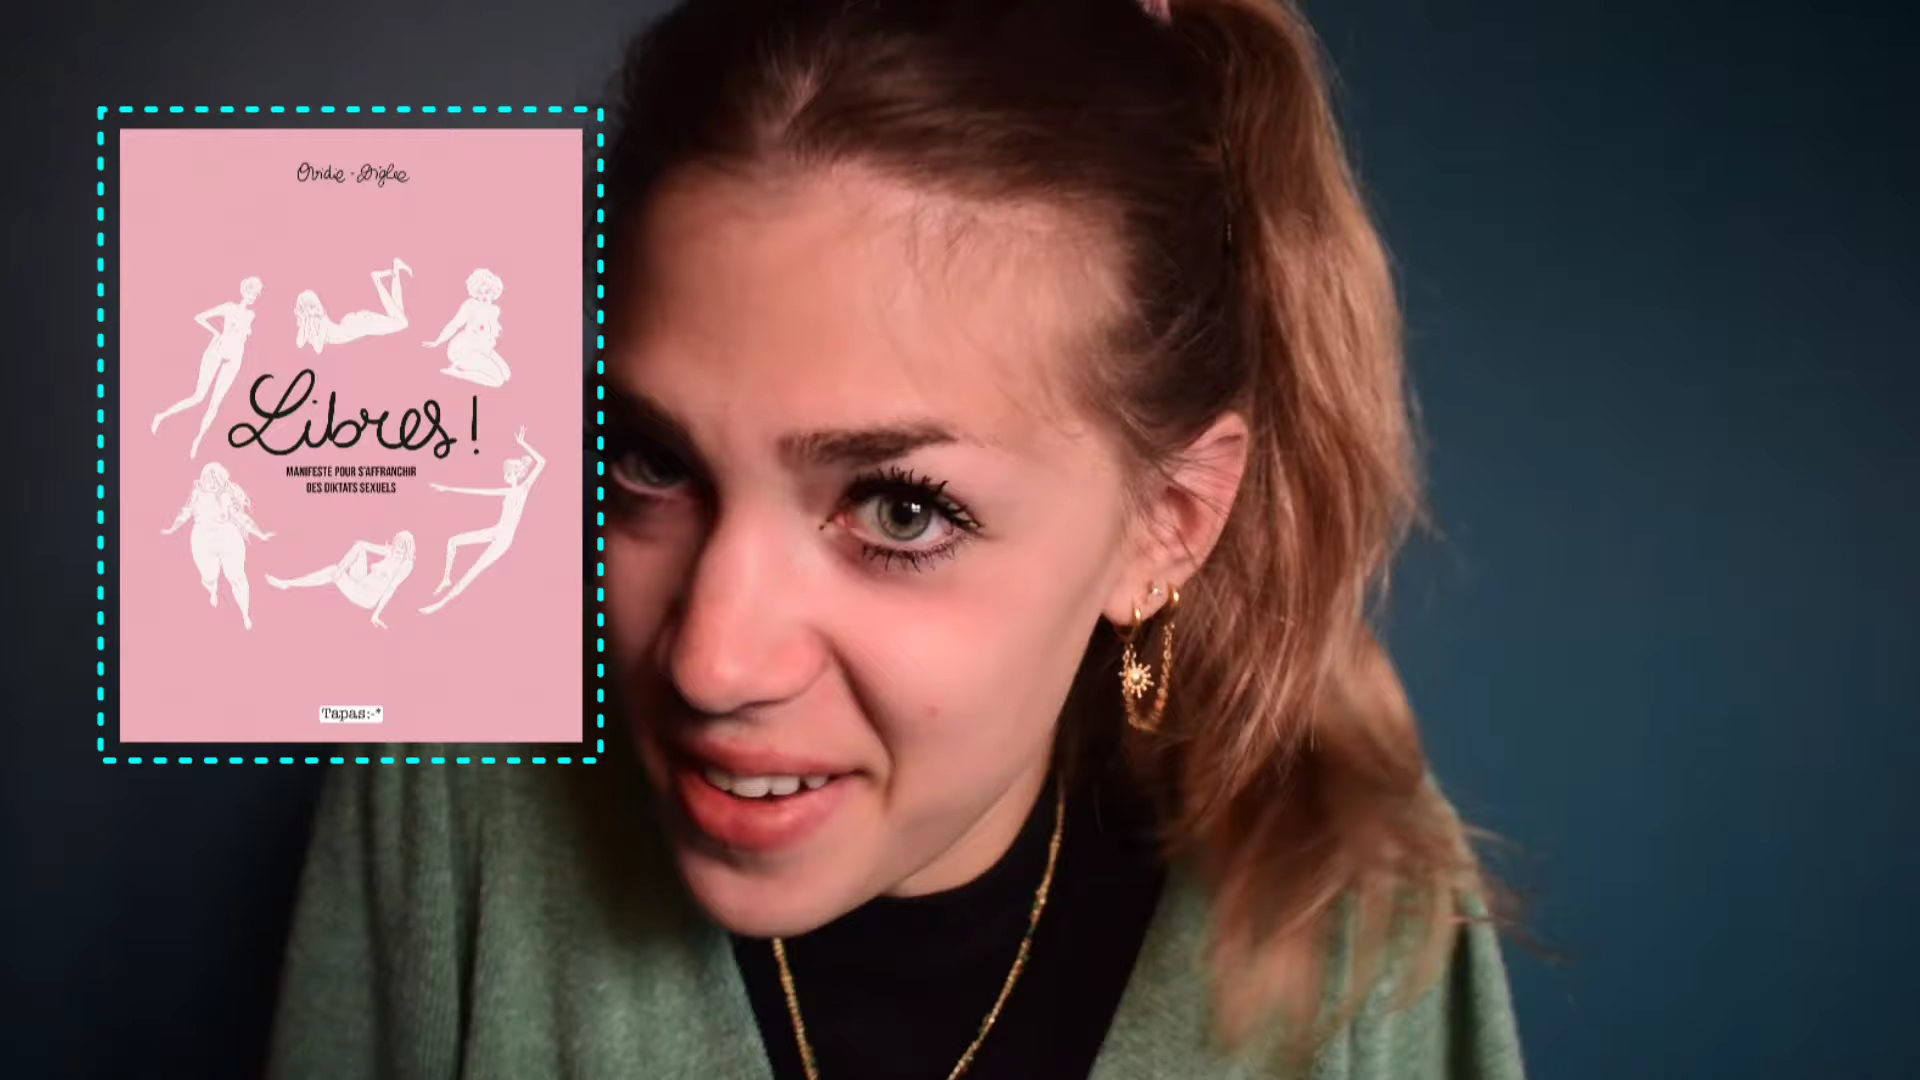 Ovidie - Diglee
Libres !
MANIFESTE POUR S'AFFRANCHIR
DES DIKTATS SEXUELS
Tapas:-*